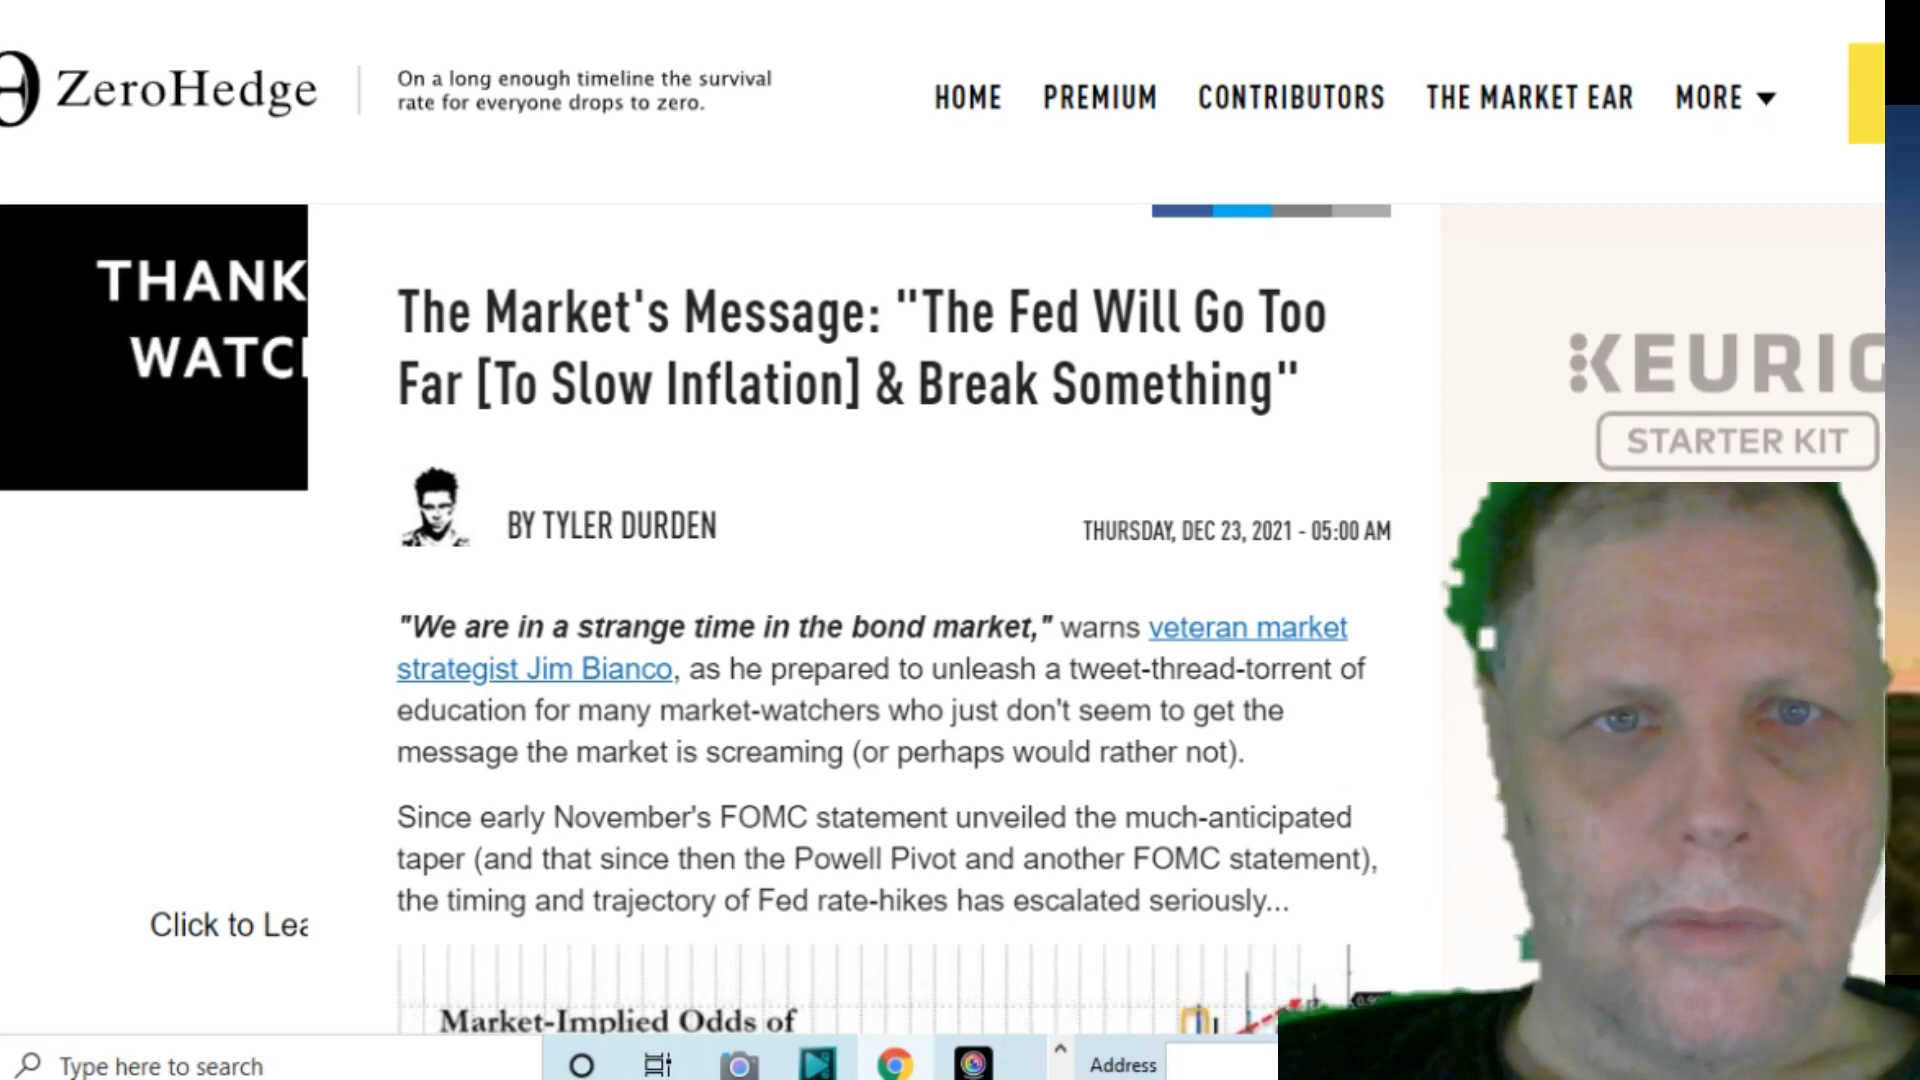 ZeroHedge
On a long enough timeline the survival
rate for everyone drops to zero.
HOME PREMIUM CONTRIBUTORS THE MARKET EAR MORE
THANK
WATC
The Market's Message: "The Fed Will Go Too
Far [To Slow Inflation] & Break Something"
BY TYLER DURDEN
THURSDAY, DEC 23, 2021 - 05:00 AM
"We are in a strange time in the bond market," warns veteran market
strategist Jim Bianco, as he prepared to unleash a tweet-thread-torrent of
education for many market-watchers who just don't seem to get the
message the market is screaming (or perhaps would rather not).
Since early November's FOMC statement unveiled the much-anticipated
taper (and that since then the Powell Pivot and another FOMC statement),
the timing and trajectory of Fed rate-hikes has escalated seriously...
Market-Implied Odds of
KEURIG
STARTER KIT
Click to Lea
Type here to search
Address